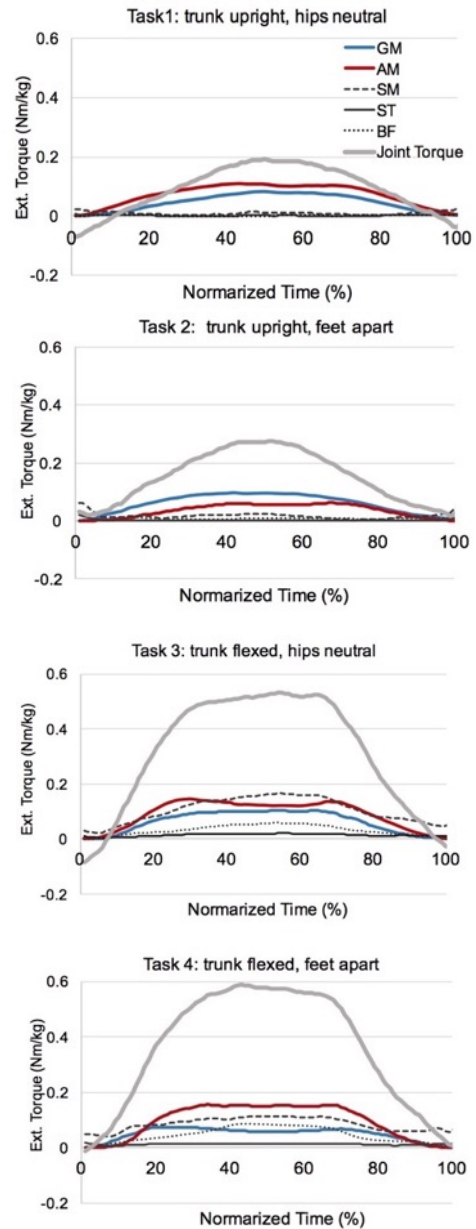 Task1: trunk upright, hips neutral
0.6
GM
AM
0.4
SM
ST
BF
0.2
Joint Torque
0
-0.2
0 20 40 60 80 100
Ext. Torque (Nm/kg)
Normarized Time (%)
Task 2: trunk upright, feet apart
0.6
0.4
0.2
0
-0.2
0 20 40 60 80 100
Ext. Torque (Nm/kg)
Normarized Time (%)
Task 3: trunk flexed, hips neutral
0.6
0.4
0.2
0
-0.2
0 20 40 60 80 100
Ext. Torque (Nm/kg)
Normarized Time (%)
Task 4: trunk flexed, feet apart
0.6
0.4
0.2
0
-0.2
0 20 40 60 80 100
Ext. Torque (Nm/kg)
Normarized Time (%)